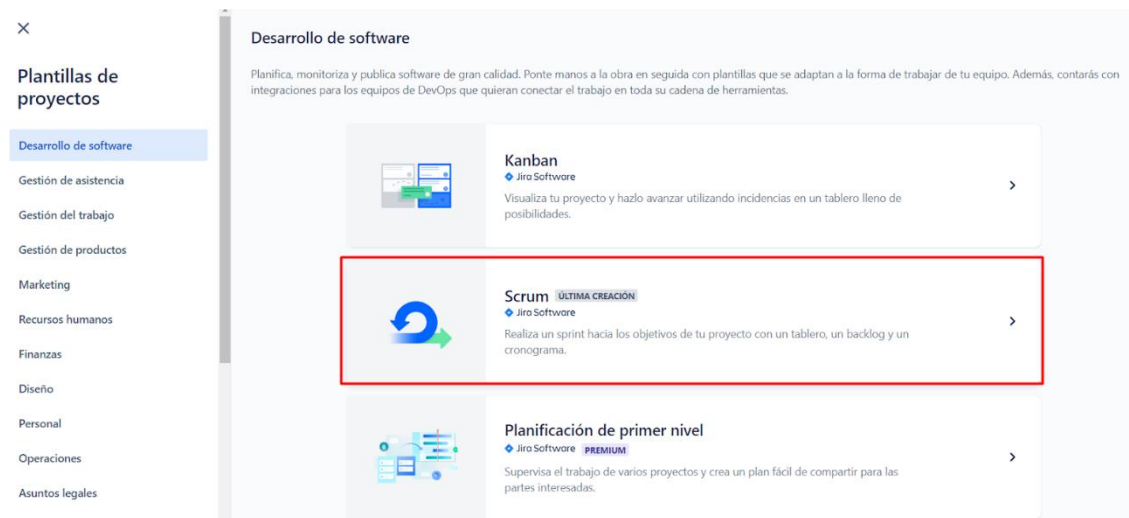 Plantillas de
proyectos
Desarrollo de software
Gestión de asistencia
Gestión del trabajo
Gestión de productos
Marketing
Recursos humanos
Finanzas
Diseño
Personal
Operaciones
Asuntos legales
Desarrollo de software
Planifica, monitoriza y publica software de gran calidad. Ponte manos a la obra en seguida con plantillas que se adaptan a la forma de trabajar de tu equipo. Además, contarás con
integraciones para los equipos de DevOps que quieran conectar el trabajo en toda su cadena de herramientas.
Kanban
Jira Software
Visualiza tu proyecto y hazlo avanzar utilizando incidencias en un tablero lleno de
posibilidades.
Scrum ÚLTIMA CREACIÓN
Jira Software
Realiza un sprint hacia los objetivos de tu proyecto con un tablero, un backlog y un
cronograma.
Planificación de primer nivel
Jira Software PREMIUM
Supervisa el trabajo de varios proyectos y crea un plan fácil de compartir para las
partes interesadas.